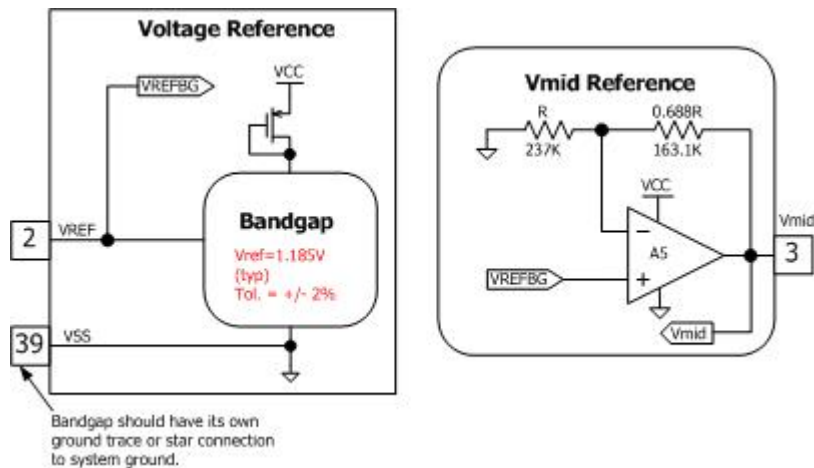 Voltage Reference
VREFBG
VCC
2
VREF
Bandgap
Vref=1.185V
(typ)
Tol. = +/- 2%
39
VSS
Bandgap should have its own
ground trace or star connection
to system ground.
Vmid Reference
R
0.688R
237K
163.1K
VCC
Vmid
A5
3
VREFBG
−
+
Vmid